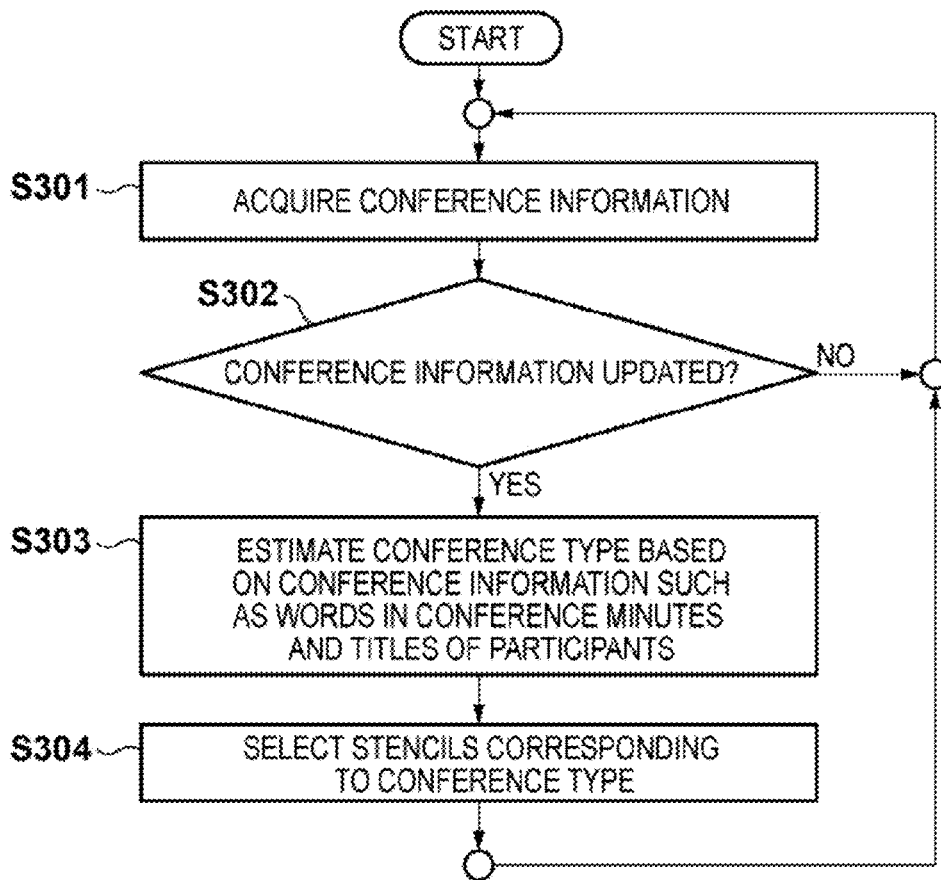 START
S301
ACQUIRE CONFERENCE INFORMATION
S302
CONFERENCE INFORMATION UPDATED?
NO
YES
S303
ESTIMATE CONFERENCE TYPE BASED
ON CONFERENCE INFORMATION SUCH
AS WORDS IN CONFERENCE MINUTES
AND TITLES OF PARTICIPANTS
S304
SELECT STENCILS CORRESPONDING
TO CONFERENCE TYPE